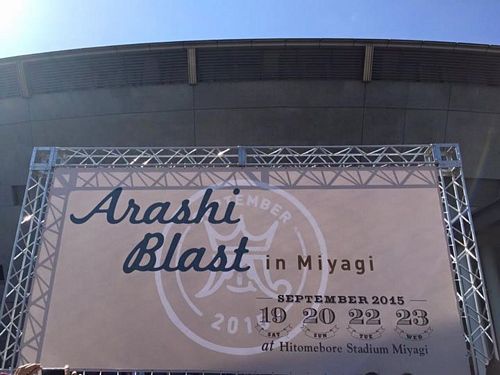 Arashi
Blast in Miyagi
SEPTEMBER 2015
19 20 22 23
SAT SUN TUE WED
at Hitomebore Stadium Miyagi